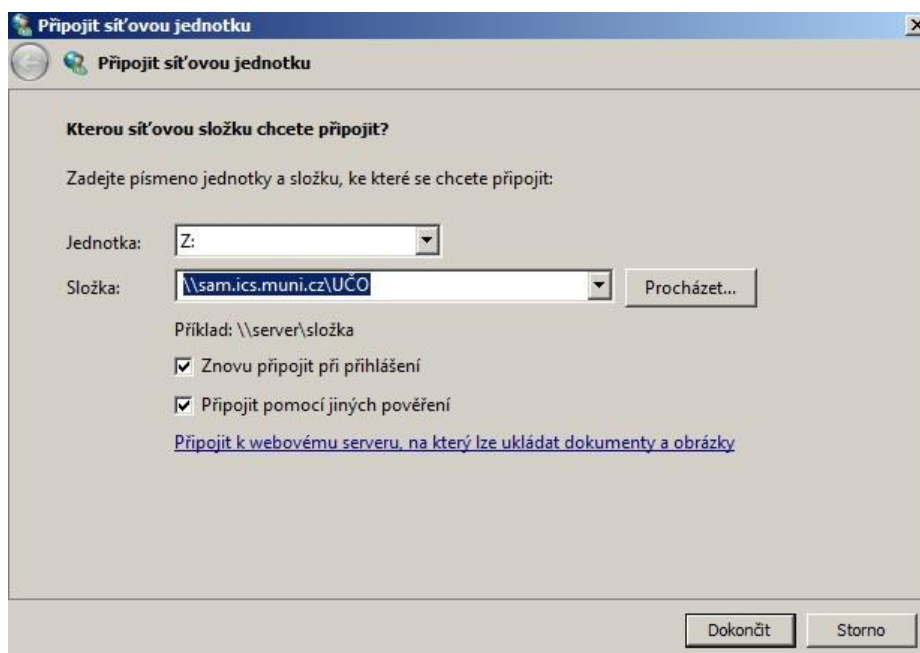 Připojit síťovou jednotku
Připojit síťovou jednotku
Kterou síťovou složku chcete připojit?
Zadejte písmeno jednotky a složku, ke které se chcete připojit:
Jednotka: Z:
Složka: \\sam.ics.muni.cz\UČO Procházet...
Příklad: \\server\složka
Znovu připojit při přihlášení
Připojit pomocí jiných pověření
Připojit k webovému serveru, na který lze ukládat dokumenty a obrázky
Dokončit Storno